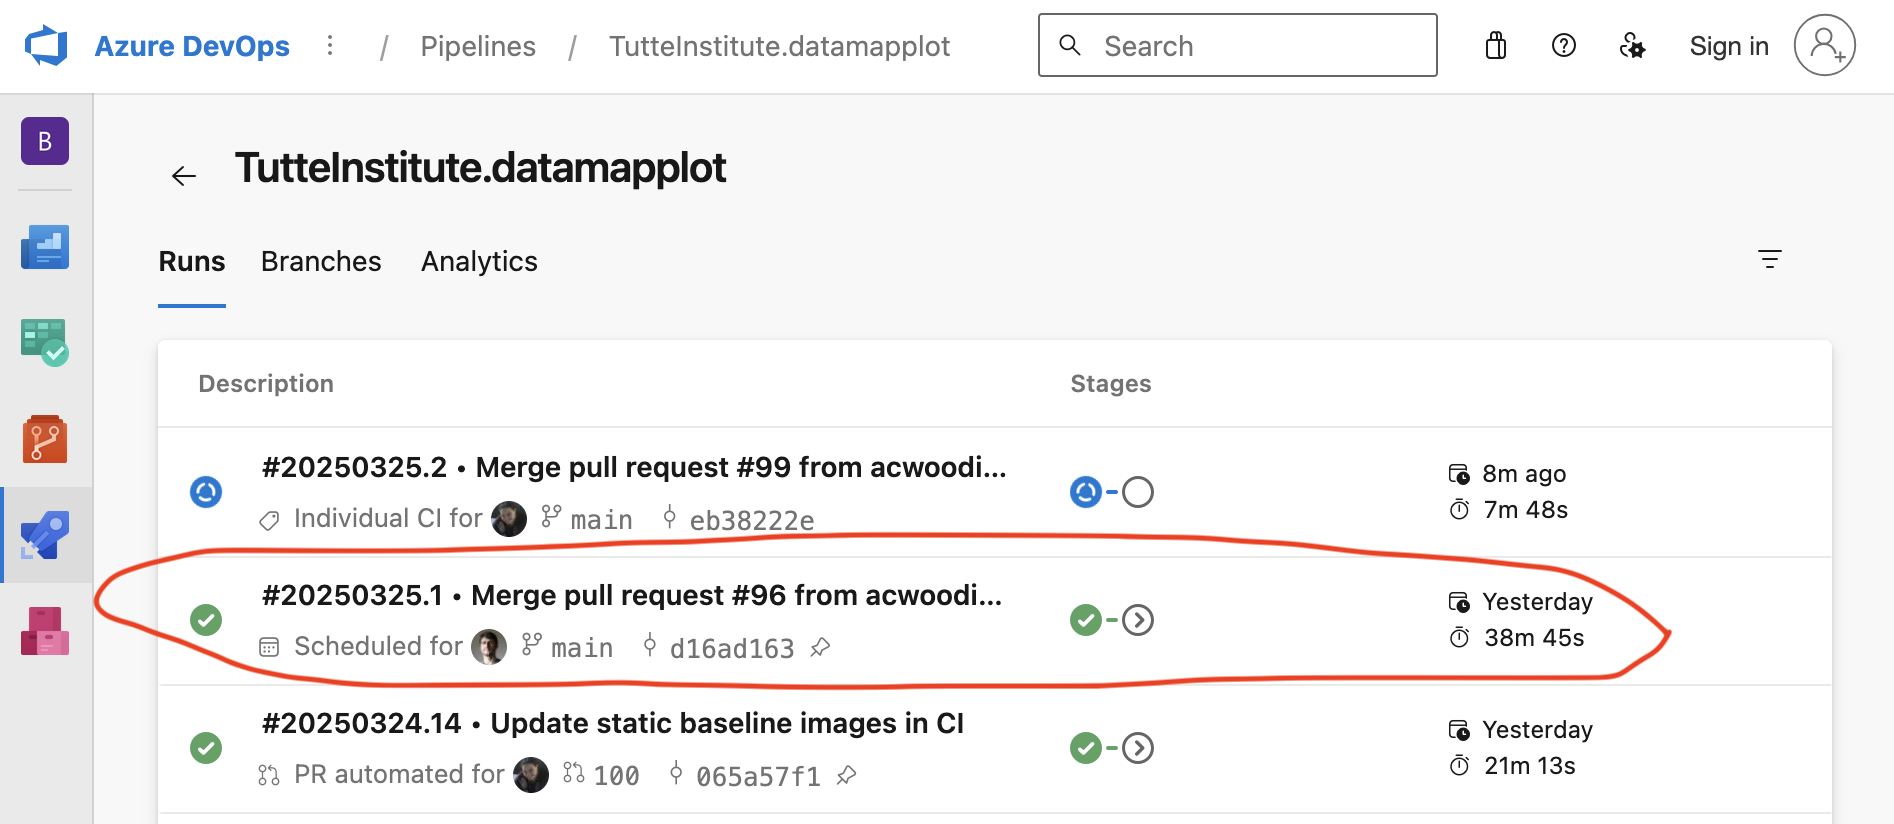 Azure DevOps / Pipelines / TutteInstitute.datamapplot Search Sign in
B
TutteInstitute.datamapplot
Runs Branches Analytics
Description Stages
#20250325.2 • Merge pull request #99 from acwoodi...
8m ago
Individual CI for main eb38222e
7m 48s
#20250325.1 • Merge pull request #96 from acwoodi...
Yesterday
Scheduled for main d16ad163
38m 45s
#20250324.14 • Update static baseline images in CI
Yesterday
PR automated for 100 065a57f1
21m 13s